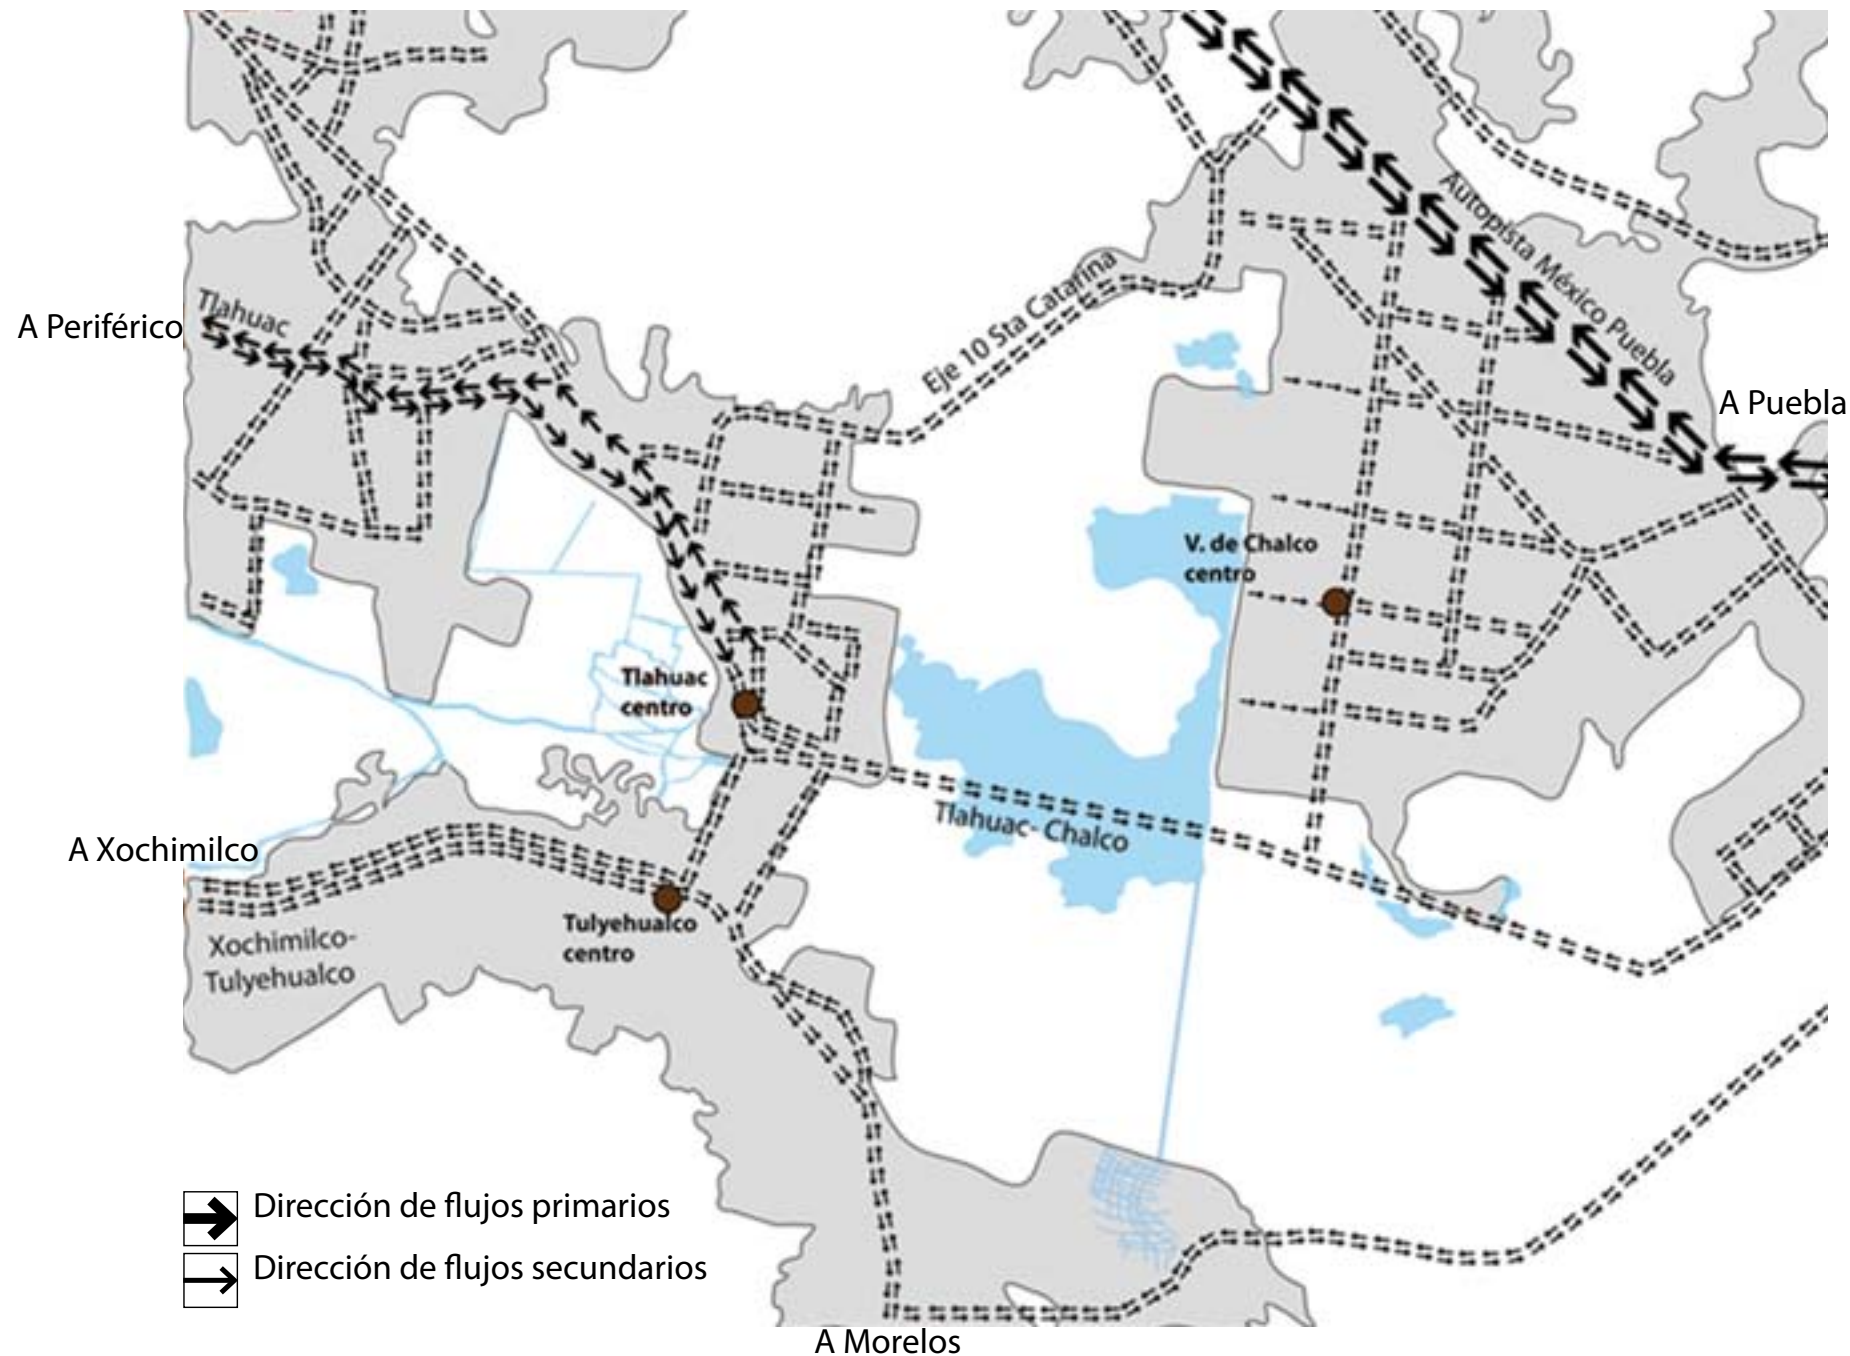 Autopista México Puebla
Tlahuac
Eje 10 Sta Catarina
A Periférico
A Puebla
V. de Chalco
centro
Tlahuac
centro
Tlahuac- Chalco
A Xochimilco
Tulyehualco
centro
Xochimilco-
Tulyehualco
Dirección de flujos primarios
Dirección de flujos secundarios
A Morelos